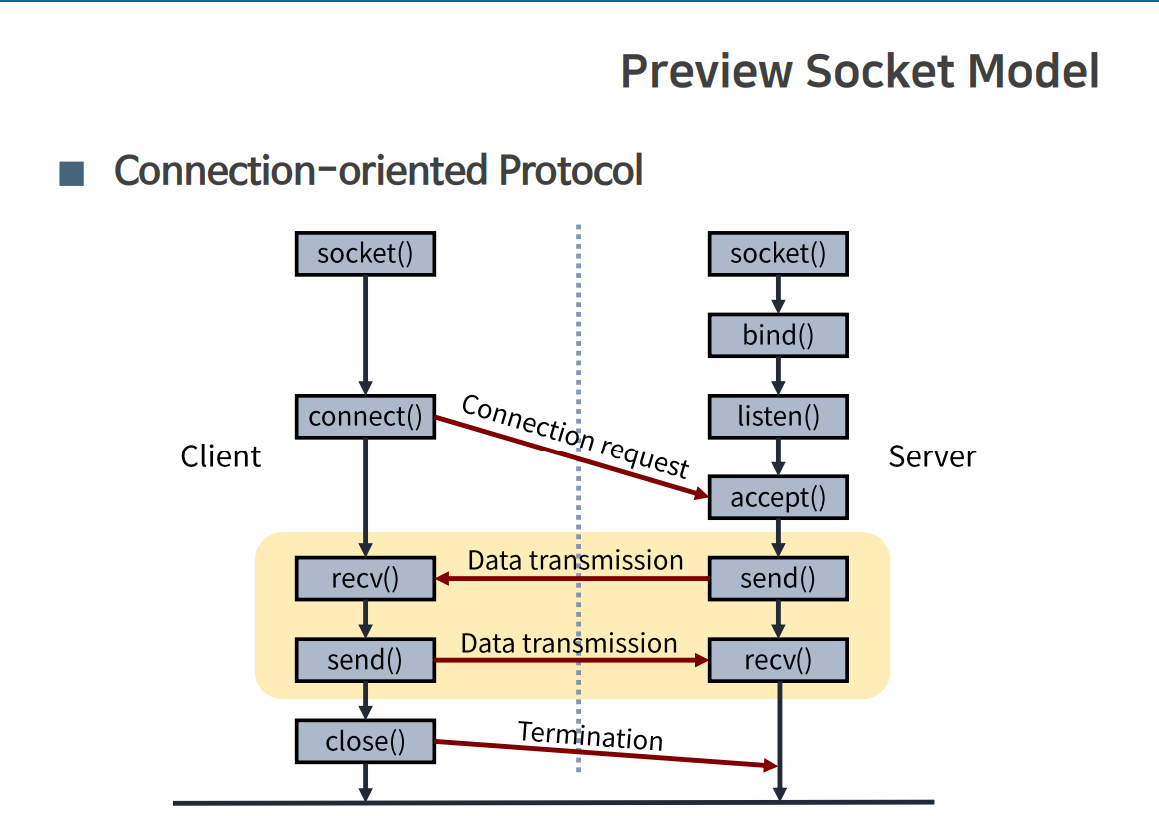 Preview Socket Model
Connection-oriented Protocol
socket()
socket()
bind()
connect()
Connection request
listen()
Client
Server
accept()
recv()
Data transmission
send()
send()
Data transmission
recv()
close()
Termination